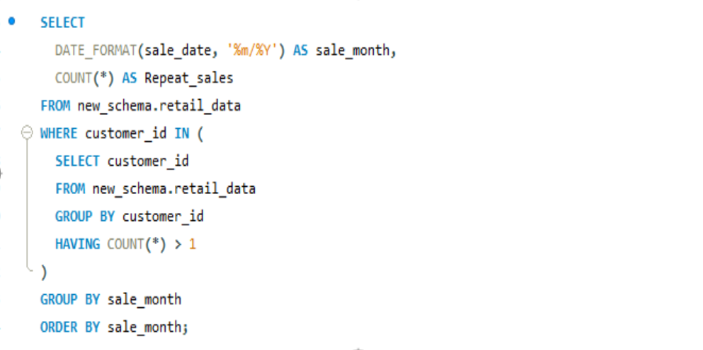 SELECT
DATE_FORMAT(sale_date, '%m/%Y') AS sale_month,
COUNT(*) AS Repeat_sales
FROM new_schema.retail_data
WHERE customer_id IN (
SELECT customer_id
FROM new_schema.retail_data
GROUP BY customer_id
HAVING COUNT(*) > 1
)
GROUP BY sale_month
ORDER BY sale_month;